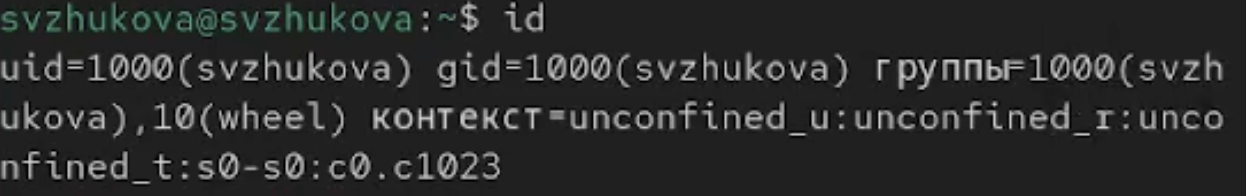 svzhukova@svzhukova:~$ id
uid=1000(svzhukova) gid=1000(svzhukova) группы=1000(svzh
ukova),10(wheel) контекст=unconfined_u:unconfined_r:unco
nfined_t:s0-s0:c0.c1023